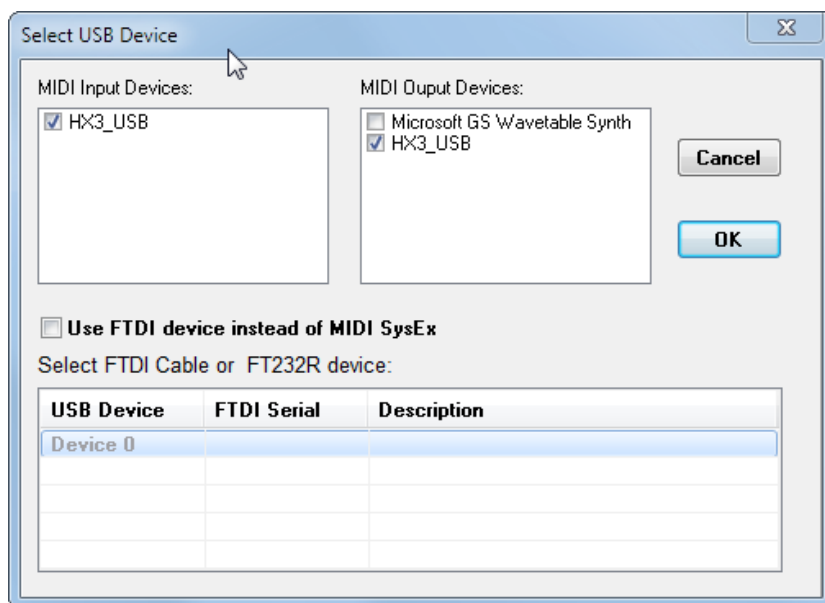 Select USB Device
MIDI Input Devices:
MIDI Ouput Devices:
HX3_USB
Microsoft GS Wavetable Synth
HX3_USB
Cancel
OK
Use FTDI device instead of MIDI SysEx
Select FTDI Cable or FT232R device:
USB Device FTDI Serial Description
Device 0